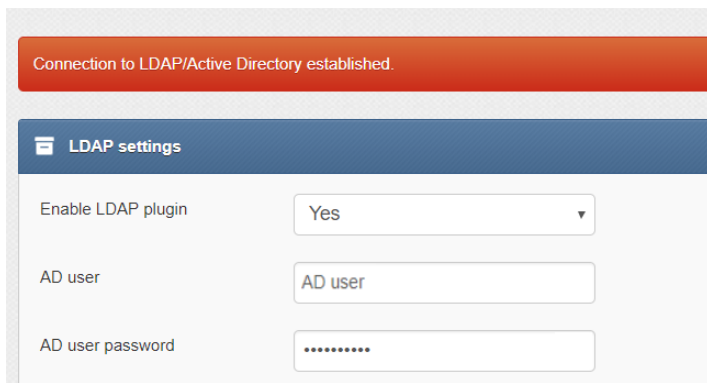 Connection to LDAP/Active Directory established.
LDAP settings
Enable LDAP plugin
Yes
AD user
AD user
AD user password
••••••••••